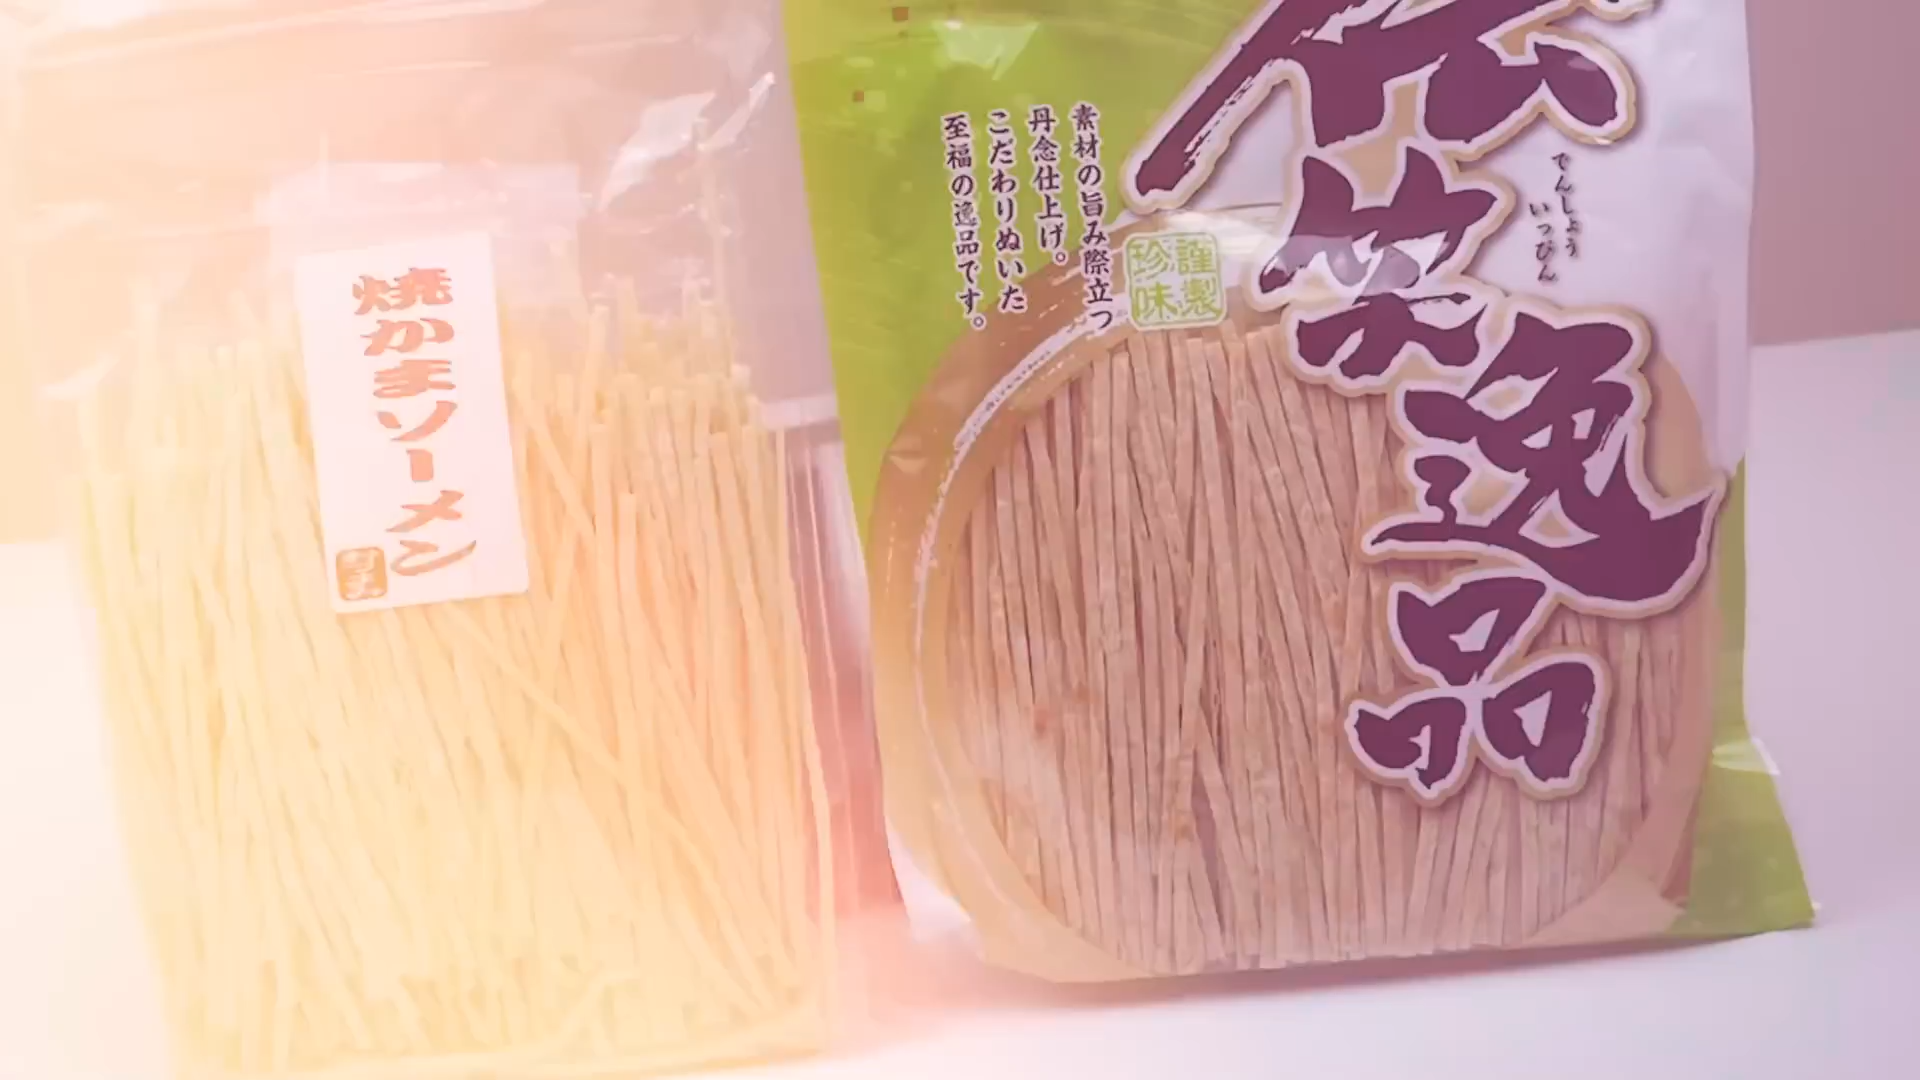 焼かまソーメン
伝笑逸品
でんしょう
いっぴん
謹製
珍味
素材の旨み際立つ
丹念仕上げ。
こだわりぬいた
至福の逸品です。